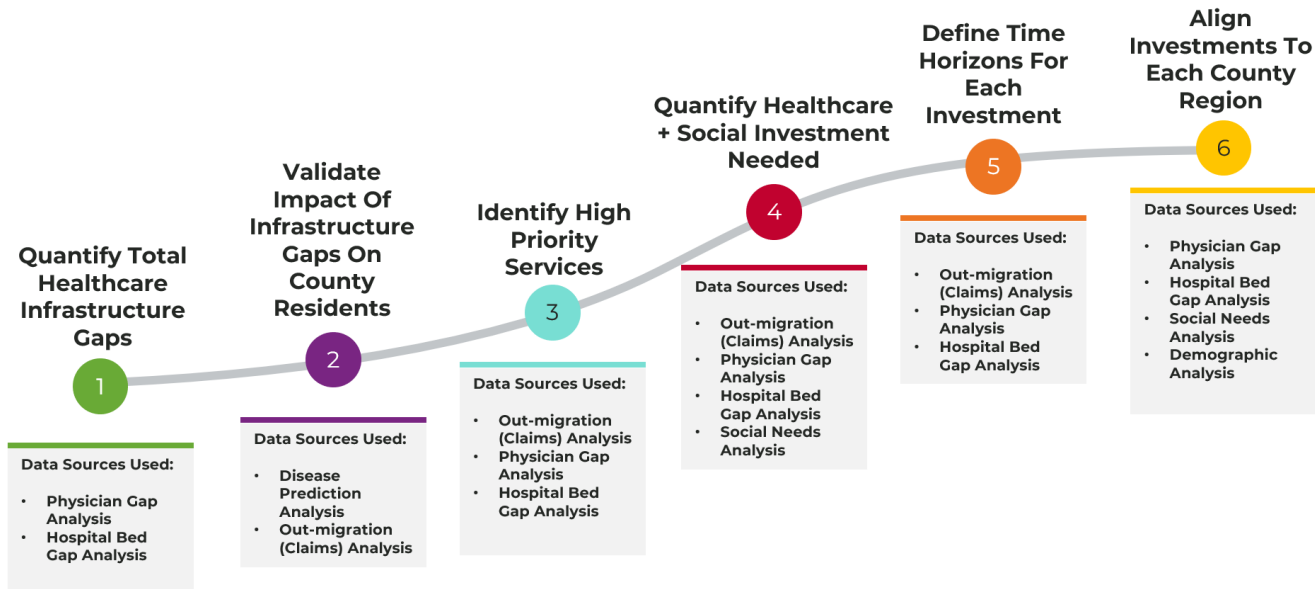 Quantify Total
Healthcare
Infrastructure
Gaps
1
Data Sources Used:
• Physician Gap
Analysis
• Hospital Bed
Gap Analysis
Validate
Impact Of
Infrastructure
Gaps On
County
Residents
2
Data Sources Used:
• Disease
Prediction
Analysis
• Out-migration
(Claims) Analysis
Identify High
Priority
Services
3
Data Sources Used:
• Out-migration
(Claims) Analysis
• Physician Gap
Analysis
• Hospital Bed
Gap Analysis
Quantify Healthcare
+ Social Investment
Needed
4
Data Sources Used:
• Out-migration
(Claims) Analysis
• Physician Gap
Analysis
• Hospital Bed
Gap Analysis
• Social Needs
Analysis
Define Time
Horizons For
Each
Investment
5
Data Sources Used:
• Out-migration
(Claims) Analysis
• Physician Gap
Analysis
• Hospital Bed
Gap Analysis
Align
Investments To
Each County
Region
6
Data Sources Used:
• Physician Gap
Analysis
• Hospital Bed
Gap Analysis
• Social Needs
Analysis
• Demographic
Analysis